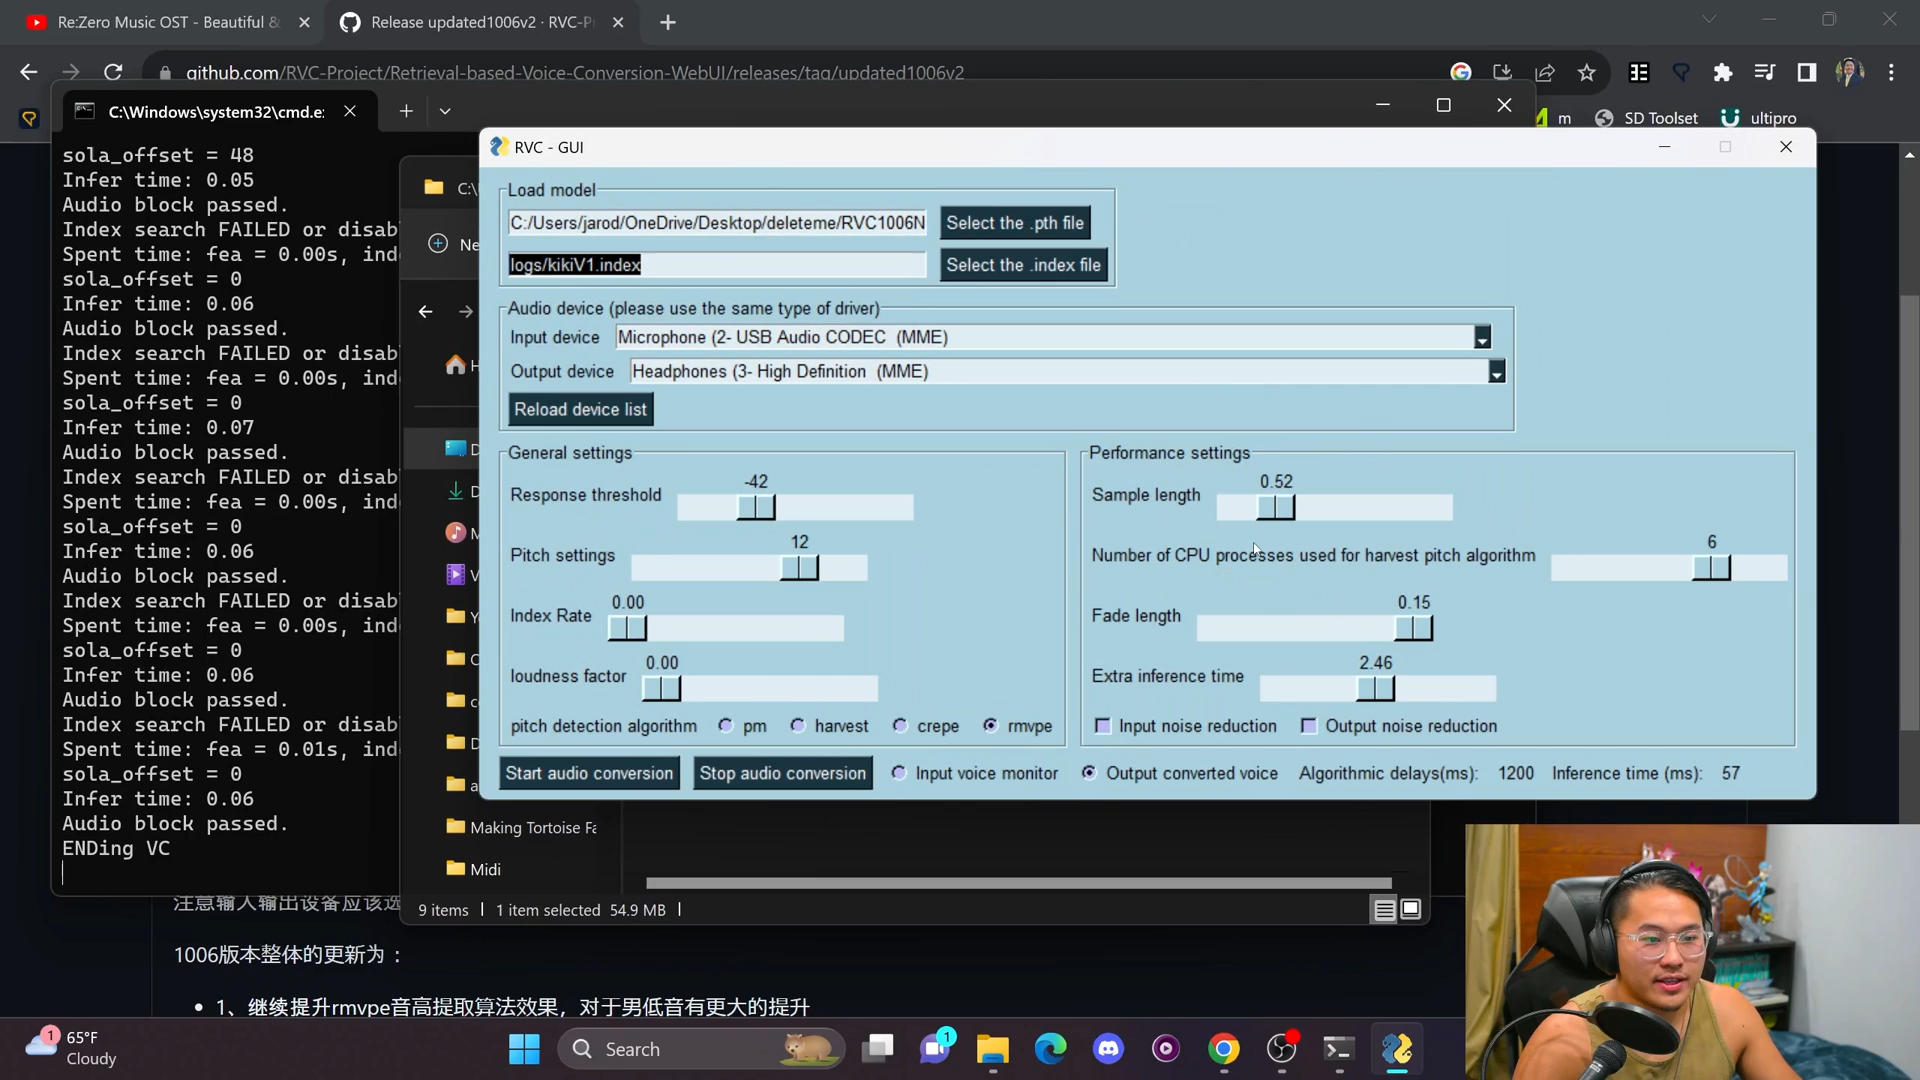 Re:Zero Music OST - Beautiful &
Release updated1006v2 · RVC-P
github.com/RVC-Project/Retrieval-based-Voice-Conversion-WebUI/releases/tag/updated1006v2
m
SD Toolset
ultipro
C:\Windows\system32\cmd.e
sola_offset = 48
Infer time: 0.05
Audio block passed.
Index search FAILED or disab
Spent time: fea = 0.00s, ind
sola_offset = 0
Infer time: 0.06
Audio block passed.
Index search FAILED or disab
Spent time: fea = 0.00s, ind
sola_offset = 0
Infer time: 0.07
Audio block passed.
Index search FAILED or disab
Spent time: fea = 0.00s, ind
sola_offset = 0
Infer time: 0.06
Audio block passed.
Index search FAILED or disab
Spent time: fea = 0.00s, ind
sola_offset = 0
Infer time: 0.06
Audio block passed.
Index search FAILED or disab
Spent time: fea = 0.01s, ind
sola_offset = 0
Infer time: 0.06
Audio block passed.
ENDing VC
C:\
Ne
Making Tortoise Fa
Midi
9 items
1 item selected 54.9 MB
RVC - GUI
Load model
C:/Users/jarod/OneDrive/Desktop/deleteme/RVC1006N
Select the .pth file
logs/kikiV1.index
Select the .index file
Audio device (please use the same type of driver)
Input device Microphone (2- USB Audio CODEC (MME)
Output device Headphones (3- High Definition (MME)
Reload device list
General settings
-42
Response threshold
12
Pitch settings
0.00
Index Rate
0.00
loudness factor
pitch detection algorithm pm harvest crepe rmvpe
Performance settings
0.52
Sample length
6
Number of CPU processes used for harvest pitch algorithm
0.15
Fade length
2.46
Extra inference time
Input noise reduction Output noise reduction
Start audio conversion Stop audio conversion Input voice monitor Output converted voice Algorithmic delays(ms): 1200 Inference time (ms): 57
注意输入输出设备应该选
1006版本整体的更新为：
1、继续提升rmvpe音高提取算法效果，对于男低音有更大的提升
1
65°F
Cloudy
Search
1